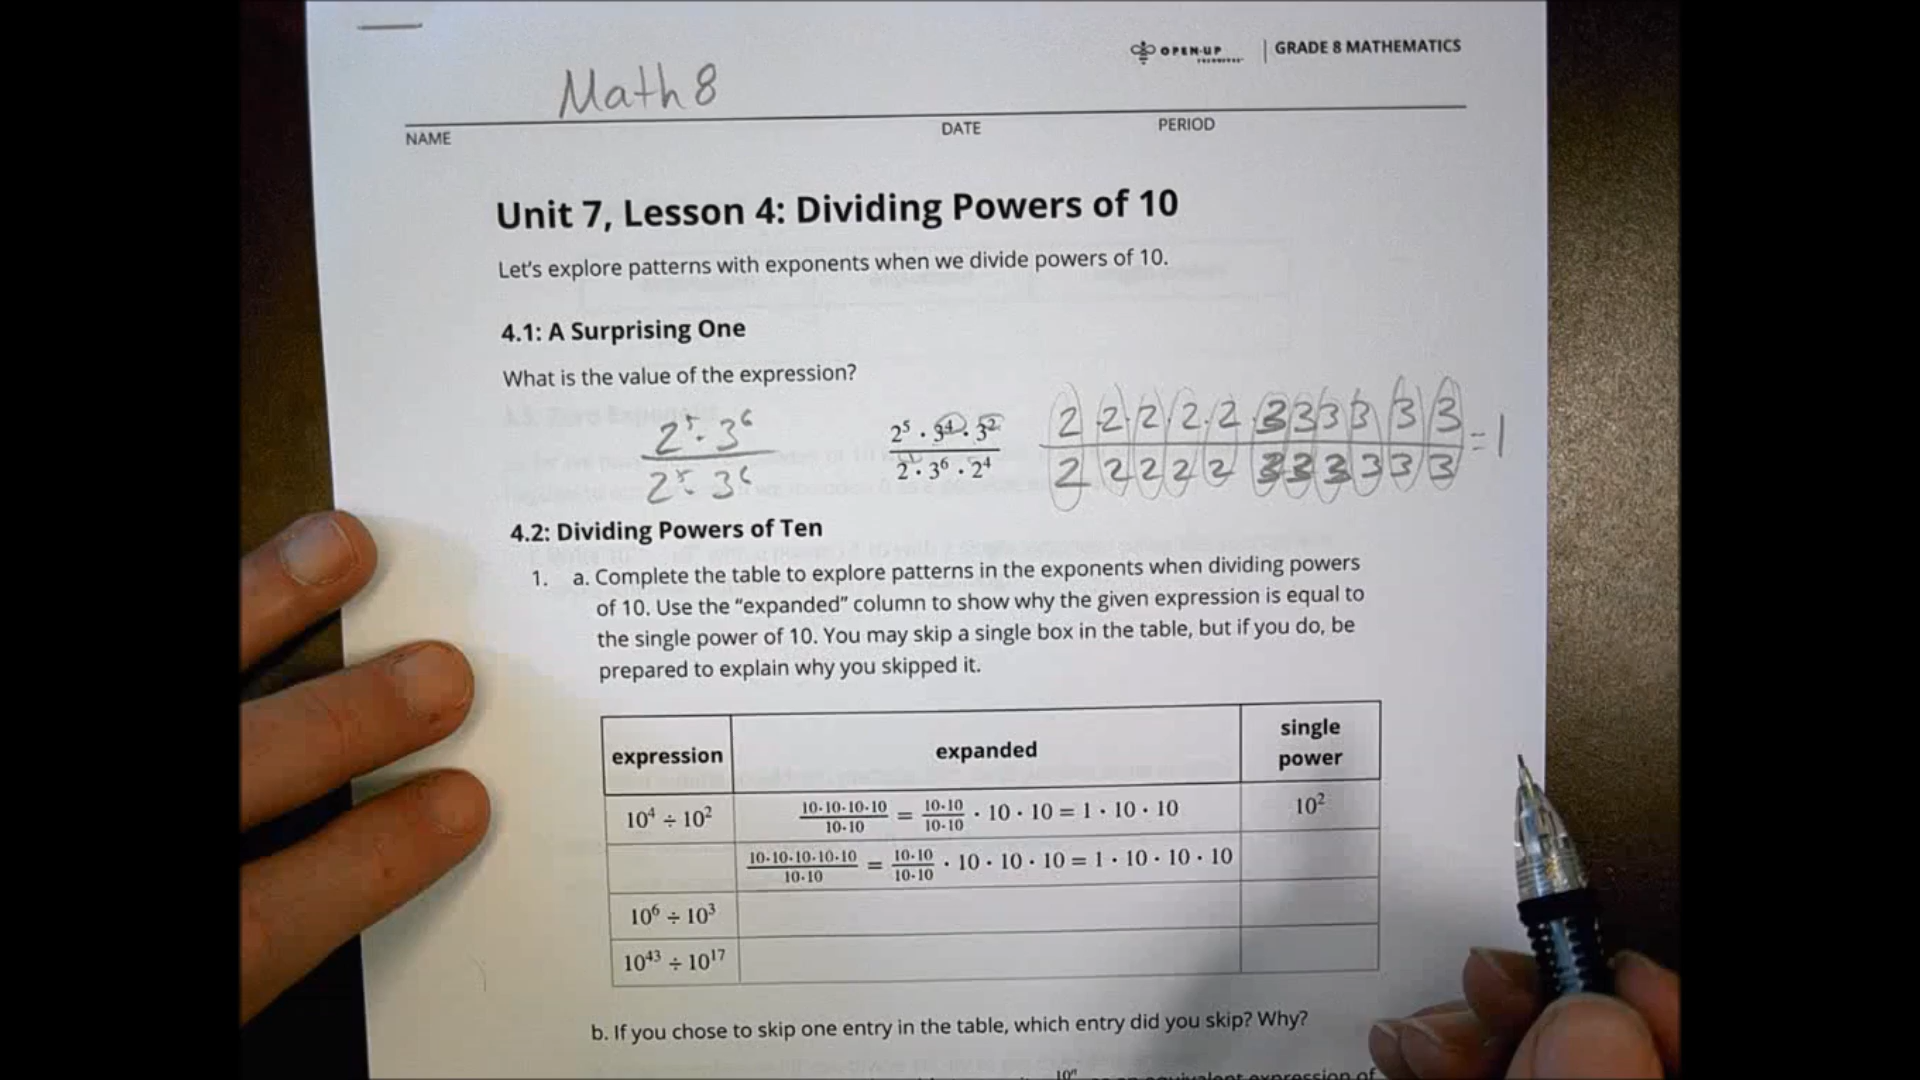 OPEN-UP | GRADE 8 MATHEMATICS
Math 8
NAME DATE PERIOD
Unit 7, Lesson 4: Dividing Powers of 10
Let's explore patterns with exponents when we divide powers of 10.
4.1: A Surprising One
What is the value of the expression?
2⁵ · 3⁶ / 2⁵ · 3⁶
2⁵ · 3⁴ · 3² / 2 · 3⁶ · 2⁴
2 · 2 · 2 · 2 · 2 · 3 3 3 3 3 3 / 2 2 2 2 2 3 3 3 3 3 3 = 1
4.2: Dividing Powers of Ten
1. a. Complete the table to explore patterns in the exponents when dividing powers
of 10. Use the “expanded” column to show why the given expression is equal to
the single power of 10. You may skip a single box in the table, but if you do, be
prepared to explain why you skipped it.
expression expanded single
power
10⁴ ÷ 10² 10·10·10·10 / 10·10 = 10·10 / 10·10 · 10 · 10 = 1 · 10 · 10 10²
10·10·10·10·10 / 10·10 = 10·10 / 10·10 · 10 · 10 · 10 = 1 · 10 · 10 · 10
10⁶ ÷ 10³
10⁴³ ÷ 10¹⁷
b. If you chose to skip one entry in the table, which entry did you skip? Why?
10ⁿ equivalent expression of